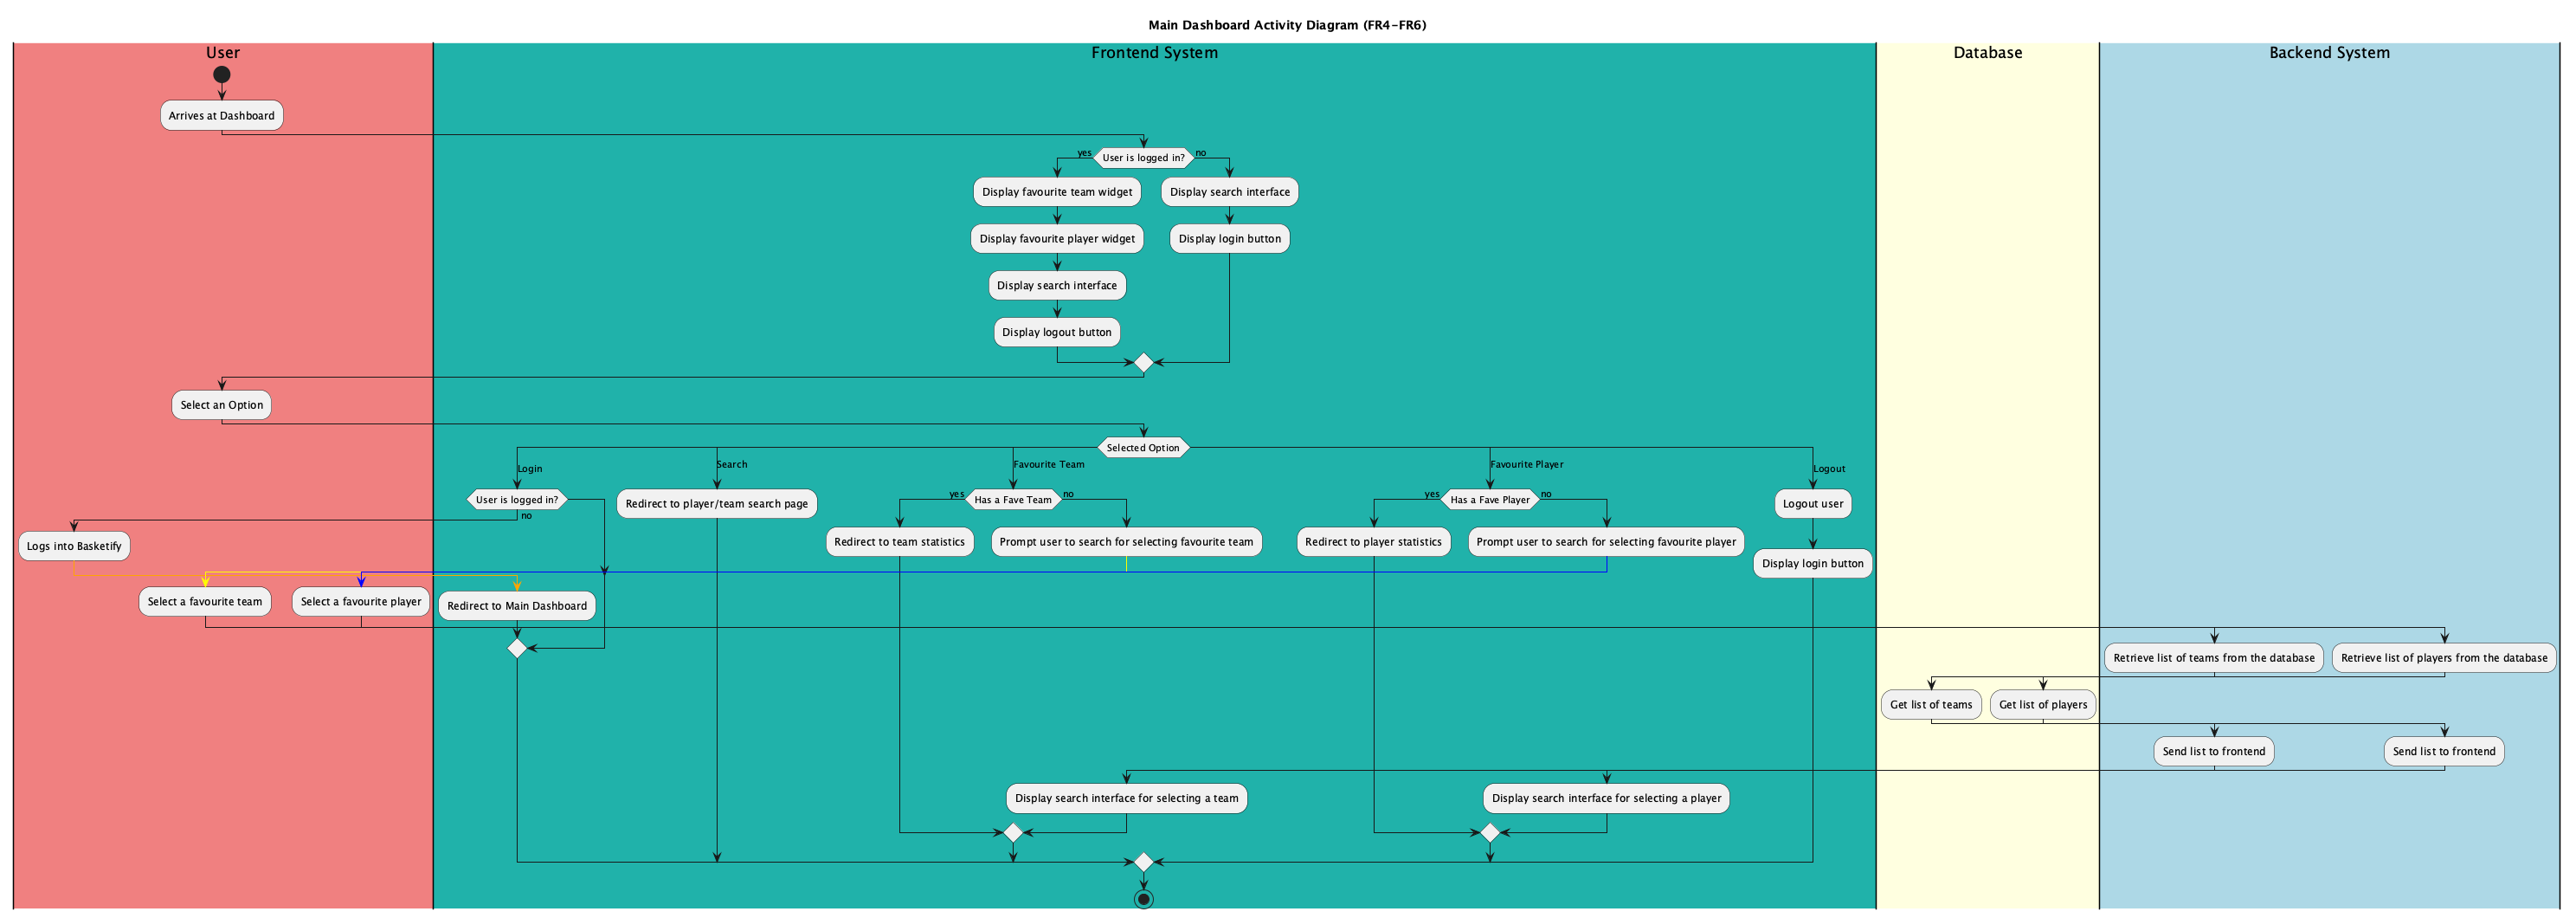 Main Dashboard Activity Diagram (FR4-FR6)
User
Frontend System
Database
Backend System
Arrives at Dashboard
yes
User is logged in?
no
Display favourite team widget
Display search interface
Display favourite player widget
Display login button
Display search interface
Display logout button
Select an Option
Selected Option
Login
Search
Favourite Team
Favourite Player
Logout
User is logged in?
no
Redirect to player/team search page
yes
Has a Fave Team
no
yes
Has a Fave Player
no
Logout user
Logs into Basketify
Redirect to team statistics
Prompt user to search for selecting favourite team
Redirect to player statistics
Prompt user to search for selecting favourite player
Display login button
Select a favourite team
Select a favourite player
Redirect to Main Dashboard
Retrieve list of teams from the database
Retrieve list of players from the database
Get list of teams
Get list of players
Send list to frontend
Send list to frontend
Display search interface for selecting a team
Display search interface for selecting a player